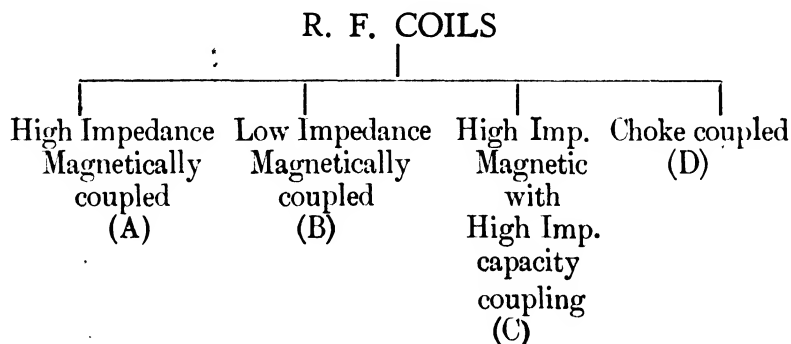 R. F. COILS
High Impedance
Magnetically
coupled
(A)
Low Impedance
Magnetically
coupled
(B)
High Imp.
Magnetic
with
High Imp.
capacity
coupling
(C)
Choke coupled
(D)